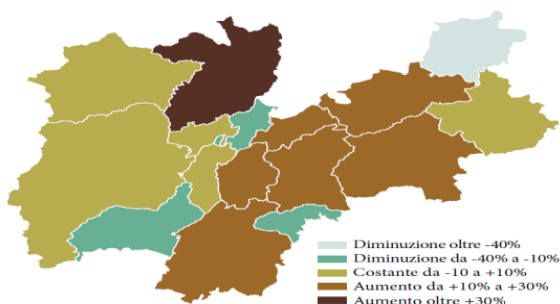 Diminuzione oltre -40%
Diminuzione da -40% a -10%
Costante da -10 a +10%
Aumento da +10% a +30%
Aumento oltre +30%